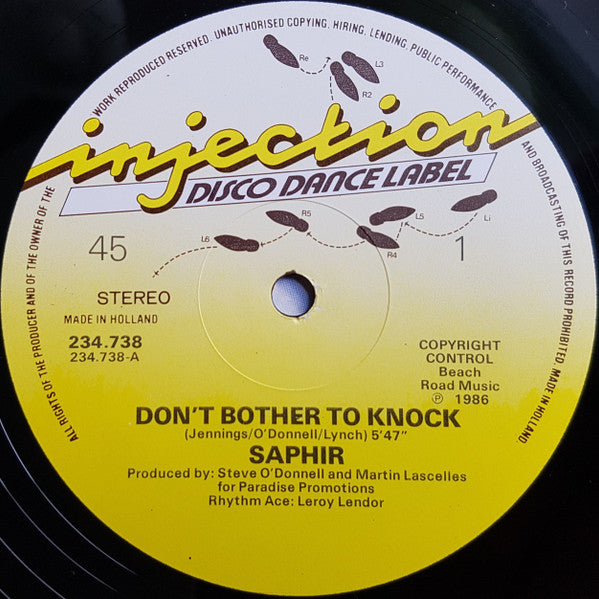 ALL RIGHTS OF THE PRODUCER AND OF THE OWNER OF THE WORK REPRODUCED RESERVED. UNAUTHORISED COPYING, HIRING, LENDING, PUBLIC PERFORMANCE AND BROADCASTING OF THIS RECORD PROHIBITED. MADE IN HOLLAND.
Re
L3
R2
injection
DISCO DANCE LABEL
L6
R5
R4
L5
Li
45
1
STEREO
MADE IN HOLLAND
234.738
234.738-A
COPYRIGHT
CONTROL
Beach
Road Music
Ⓟ 1986
DON'T BOTHER TO KNOCK
(Jennings/O'Donnell/Lynch) 5'47"
SAPHIR
Produced by: Steve O'Donnell and Martin Lascelles
for Paradise Promotions
Rhythm Ace: Leroy Lendor